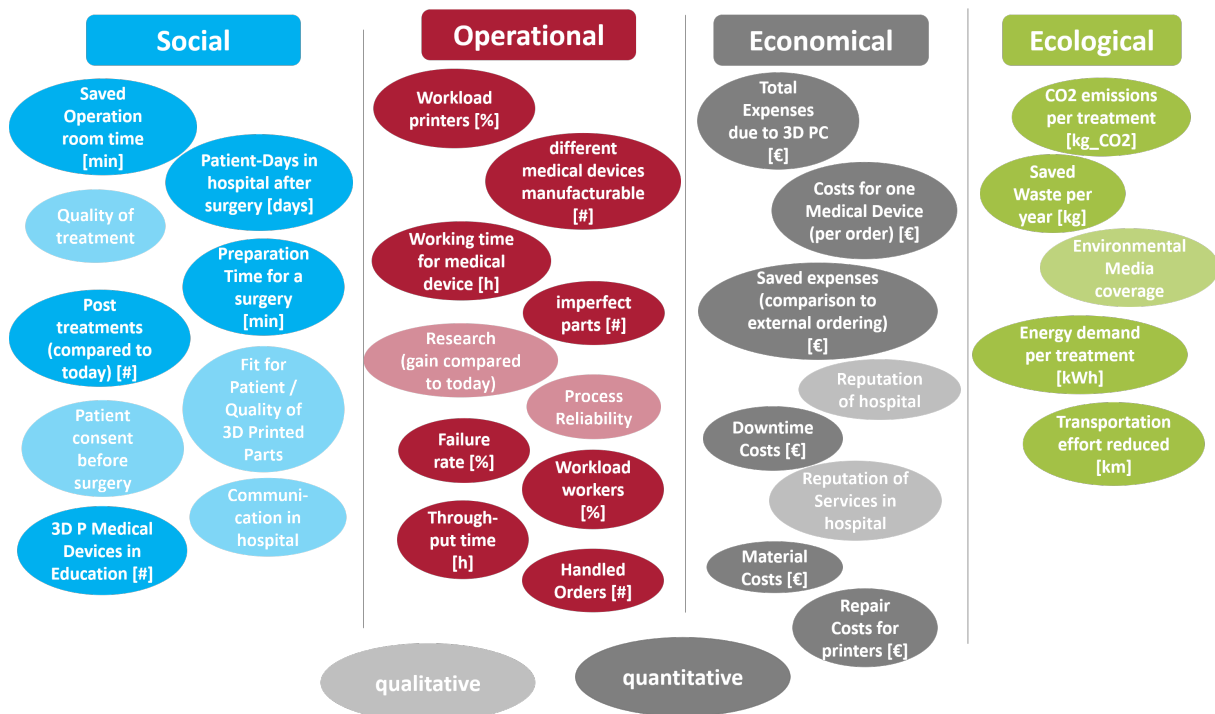 Social
Saved
Operation
room time
[min]
Patient-Days in
hospital after
surgery [days]
Quality of
treatment
Preparation
Time for a
surgery
[min]
Post
treatments
(compared to
today) [#]
Fit for
Patient /
Quality of
3D Printed
Parts
Patient
consent
before
surgery
Communi-
cation in
hospital
3D P Medical
Devices in
Education [#]
Operational
Workload
printers [%]
different
medical devices
manufacturable
[#]
Working time
for medical
device [h]
imperfect
parts [#]
Research
(gain compared
to today)
Process
Reliability
Failure
rate [%]
Workload
workers
[%]
Through-
put time
[h]
Handled
Orders [#]
Economical
Total
Expenses
due to 3D PC
[€]
Costs for one
Medical Device
(per order) [€]
Saved expenses
(comparison to
external ordering)
[€]
Reputation
of hospital
Downtime
Costs [€]
Reputation of
Services in
hospital
Material
Costs [€]
Repair
Costs for
printers [€]
Ecological
CO2 emissions
per treatment
[kg_CO2]
Saved
Waste per
year [kg]
Environmental
Media
coverage
Energy demand
per treatment
[kWh]
Transportation
effort reduced
[km]
qualitative
quantitative